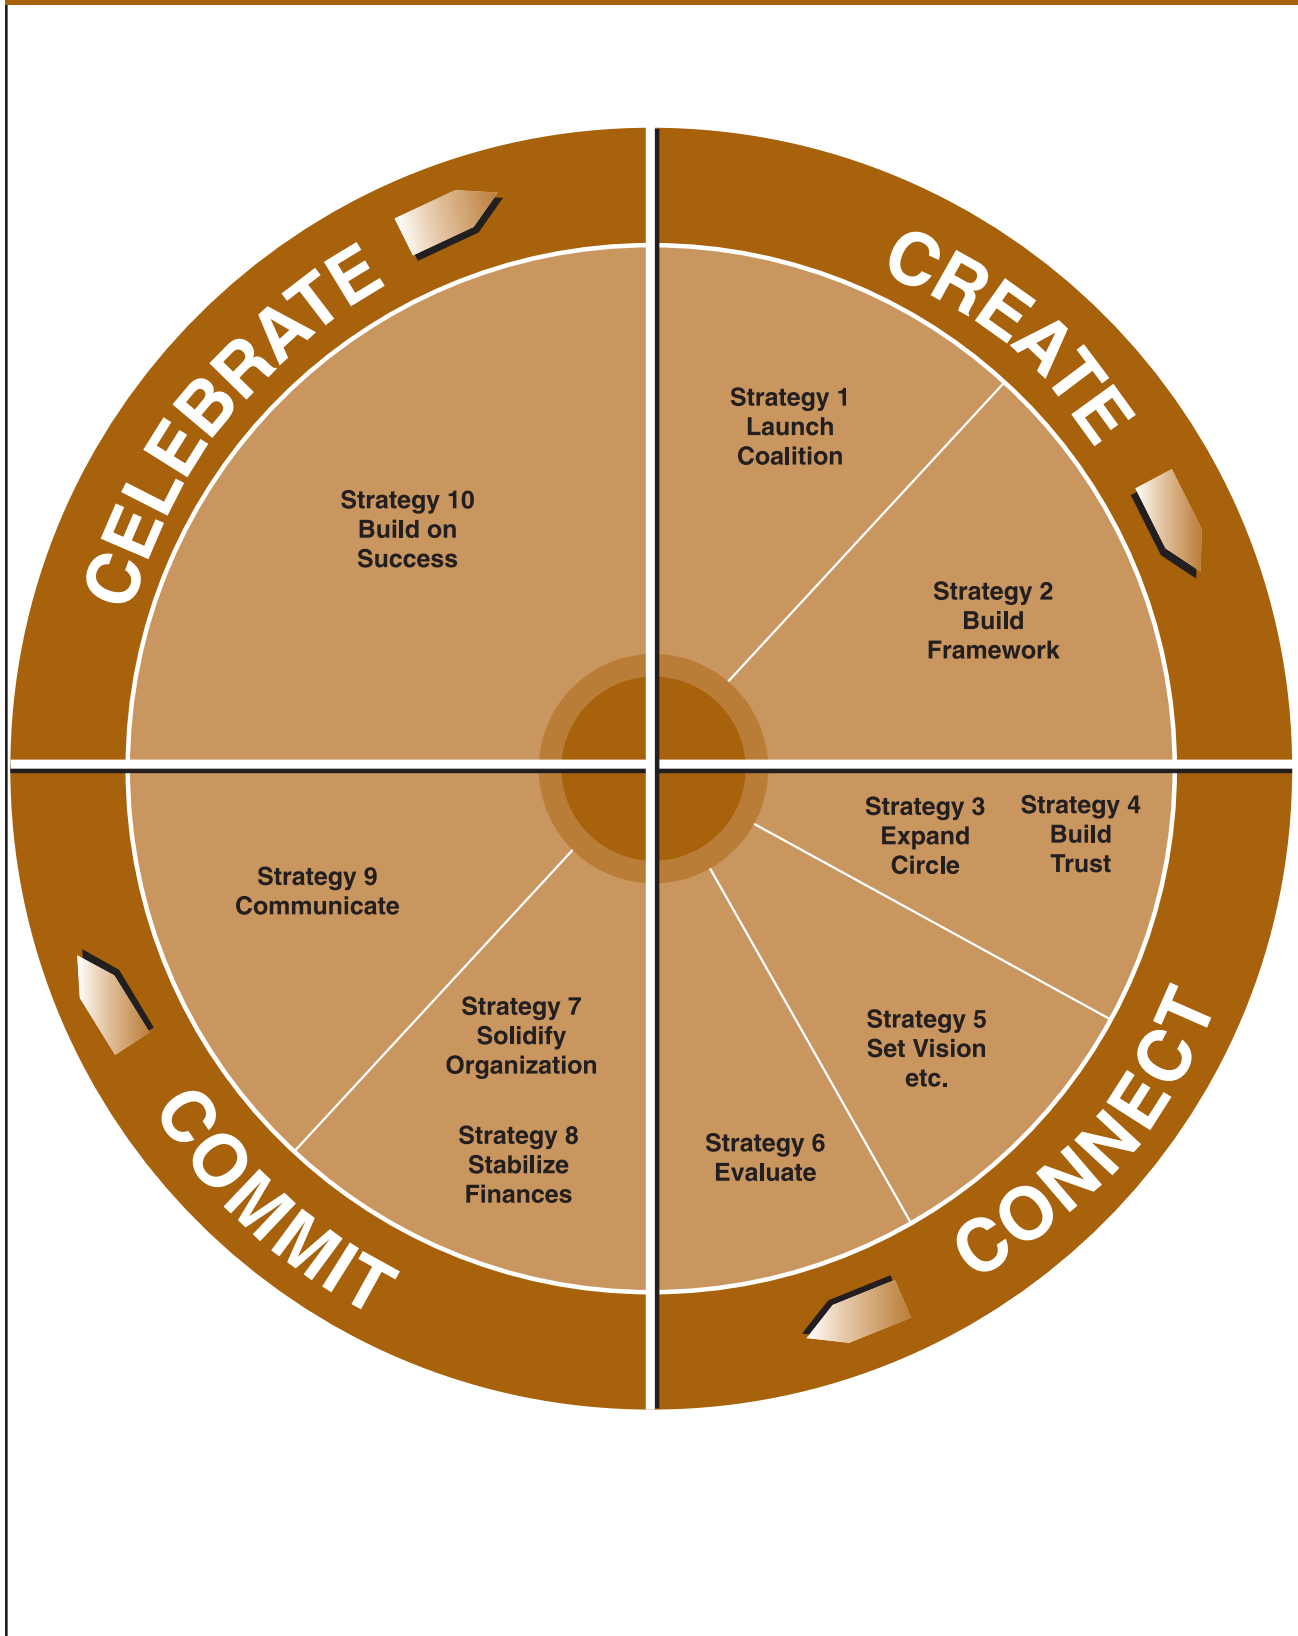 CREATE
Strategy 1
Launch
Coalition
Strategy 2
Build
Framework
CONNECT
Strategy 3
Expand
Circle
Strategy 4
Build
Trust
Strategy 5
Set Vision
etc.
Strategy 6
Evaluate
COMMIT
Strategy 7
Solidify
Organization
Strategy 8
Stabilize
Finances
Strategy 9
Communicate
CELEBRATE
Strategy 10
Build on
Success